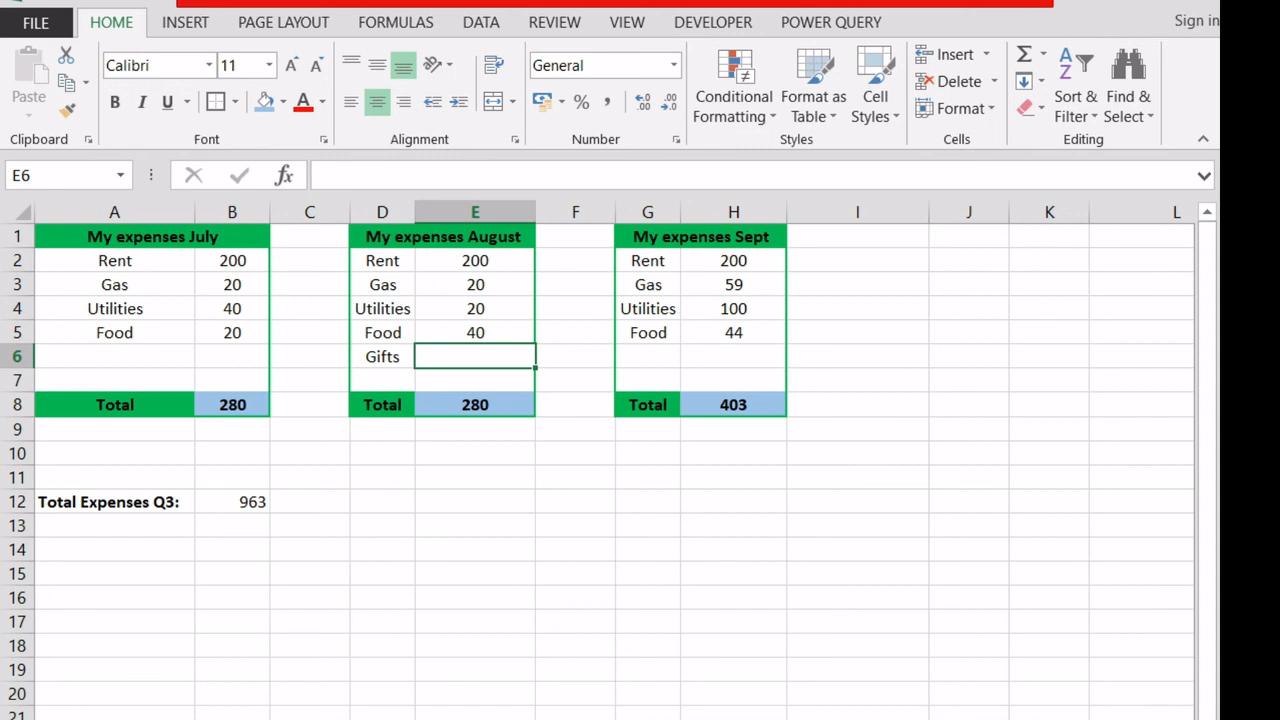 FILE HOME INSERT PAGE LAYOUT FORMULAS DATA REVIEW VIEW DEVELOPER POWER QUERY Sign in
Calibri 11 General Insert
Paste B I U % , Conditional Format as Cell Delete Sort & Find &
Formatting Table Styles Format Filter Select
Clipboard Font Alignment Number Styles Cells Editing
E6 fx
A B C D E F G H I J K L
1 My expenses July My expenses August My expenses Sept
2 Rent 200 Rent 200 Rent 200
3 Gas 20 Gas 20 Gas 59
4 Utilities 40 Utilities 20 Utilities 100
5 Food 20 Food 40 Food 44
6 Gifts
7
8 Total 280 Total 280 Total 403
9
10
11
12 Total Expenses Q3: 963
13
14
15
16
17
18
19
20
21